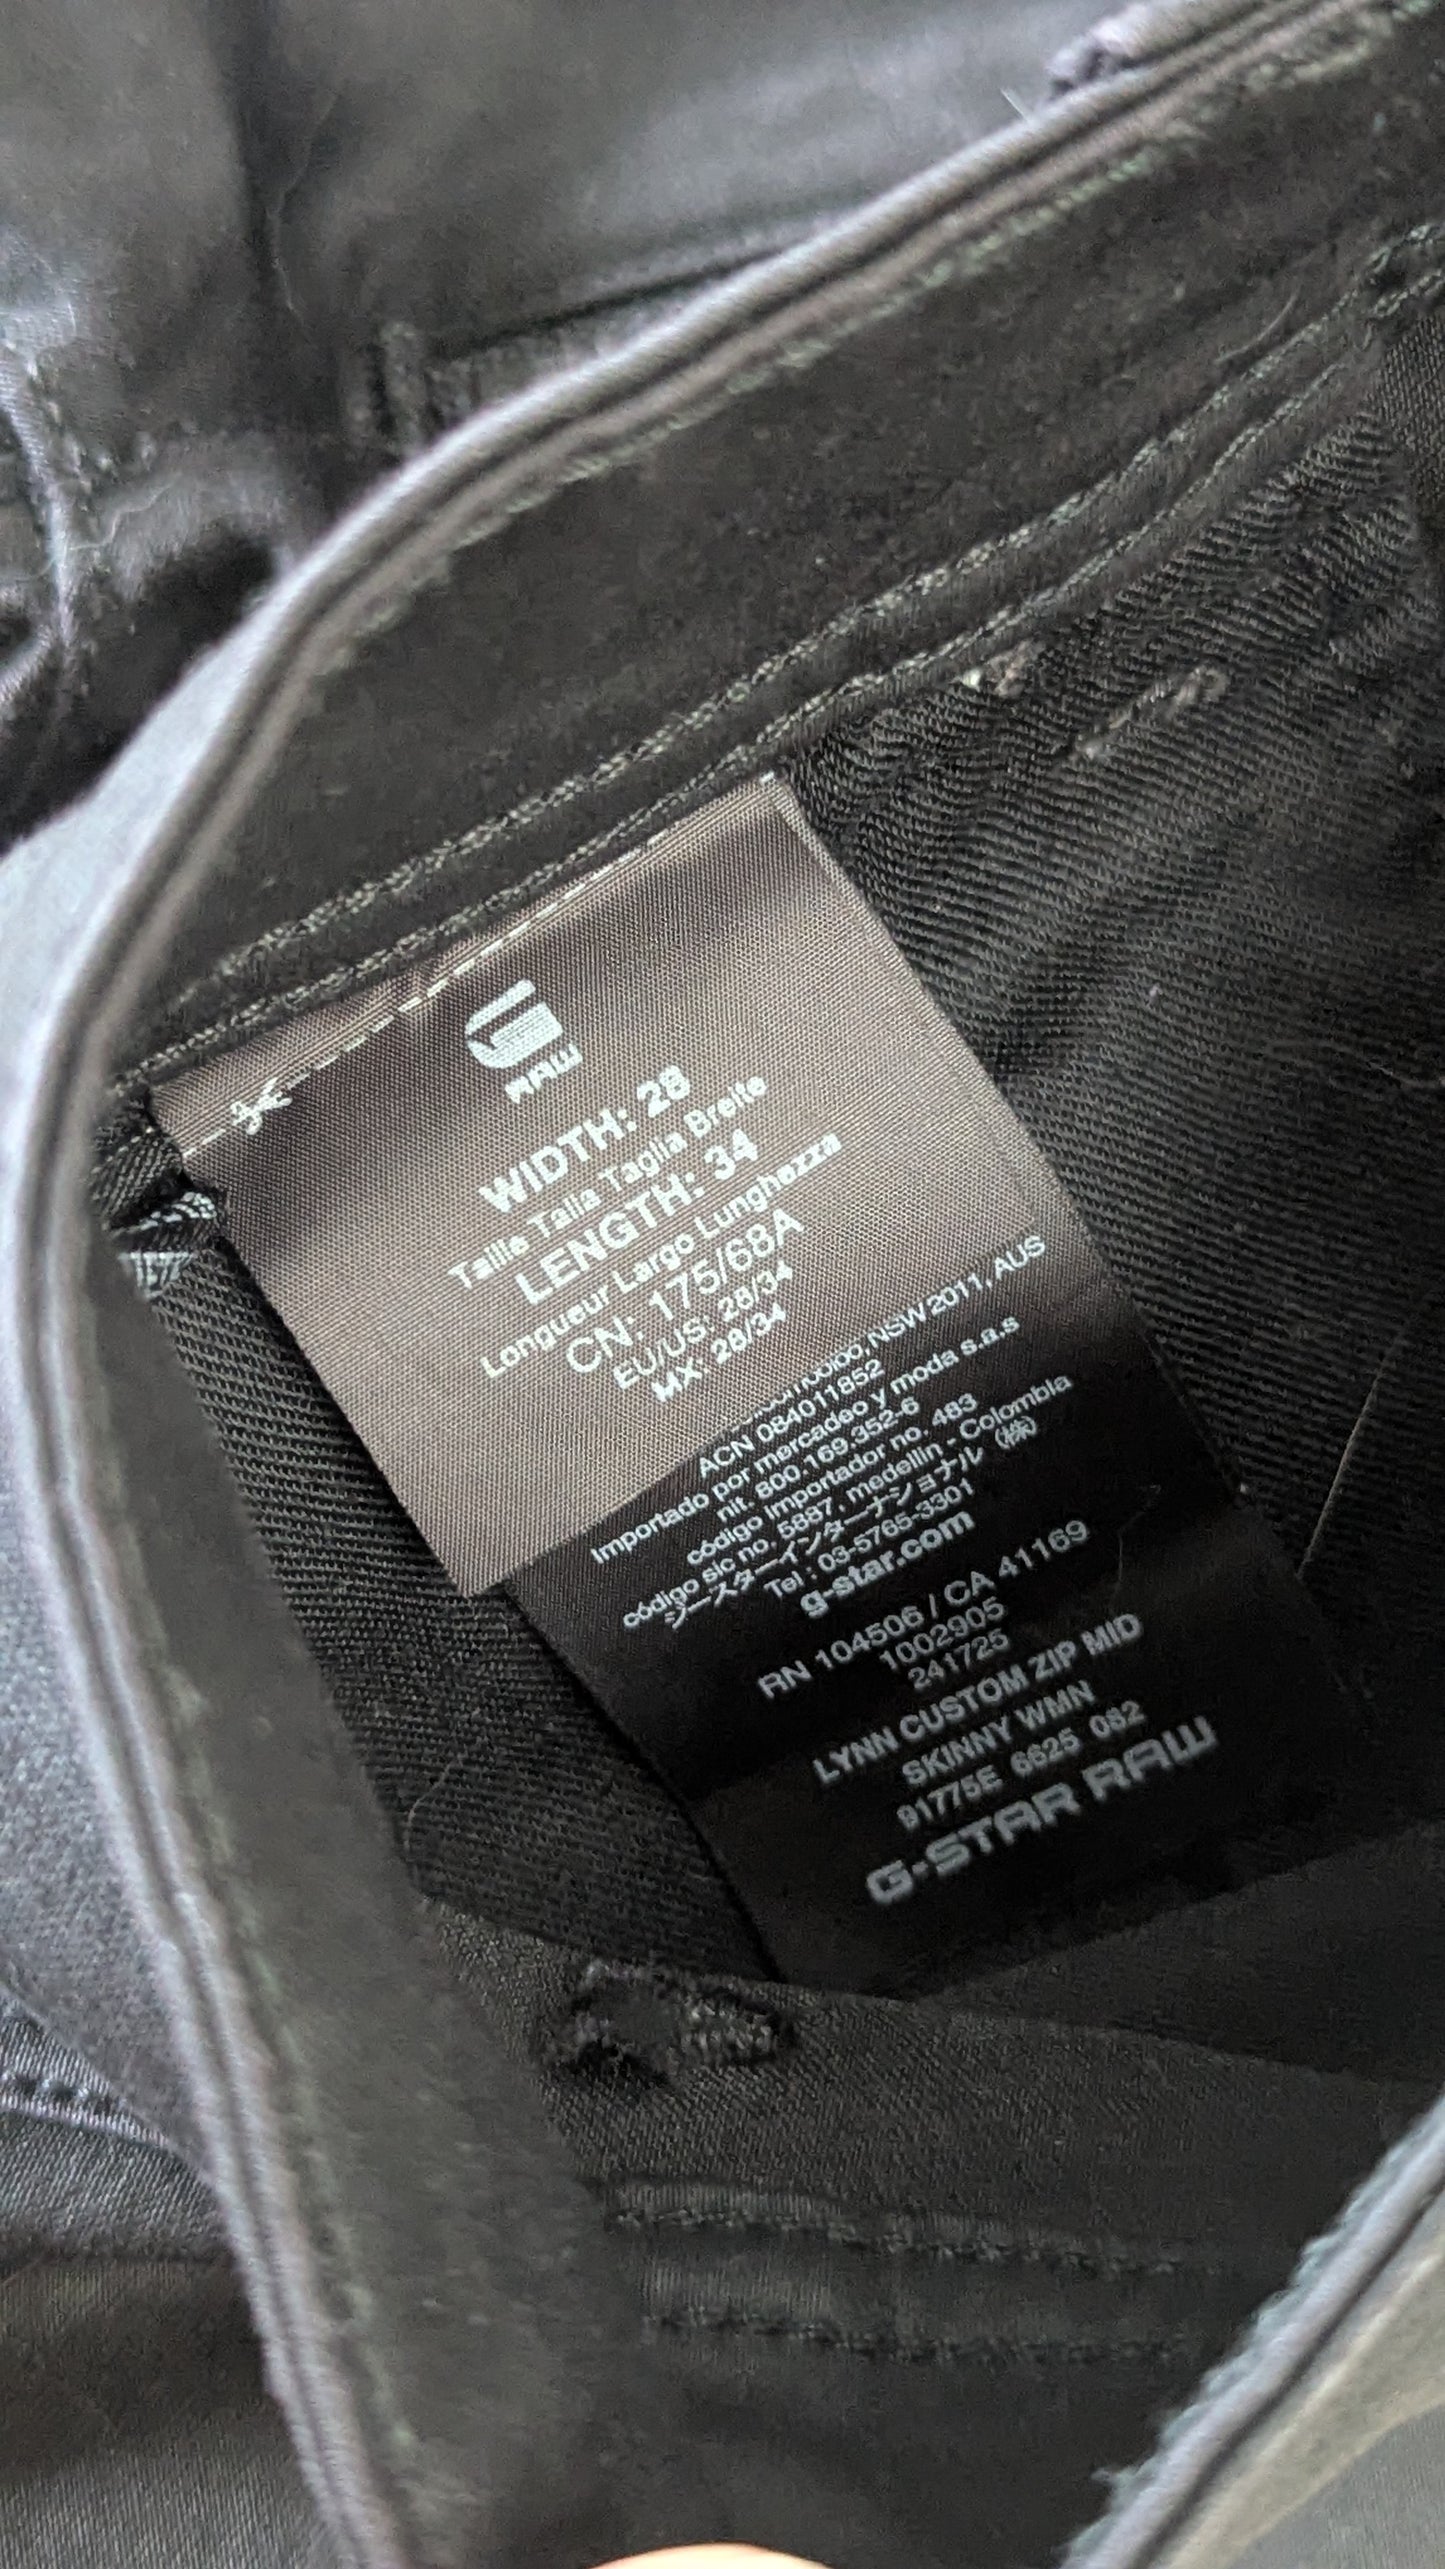 RAW
WIDTH: 28
Taille Talla Taglia Breite
LENGTH: 34
Longueur Largo Lunghezza
CN: 175/68A
EU/US: 28/34
MX: 28/34
NSW 2011, AUS
ACN 084011852
Importado por mercadeo y moda s.a.s
nit. 800.169.352-6
código importador no. 483
código sic no. 5887. medellin - Colombia
ジースターインターナショナル（株）
Tel : 03-5765-3301
g-star.com
RN 104506 / CA 41169
1002905
241725
LYNN CUSTOM ZIP MID
SKINNY WMN
91775E 6625 082
G-STAR RAW